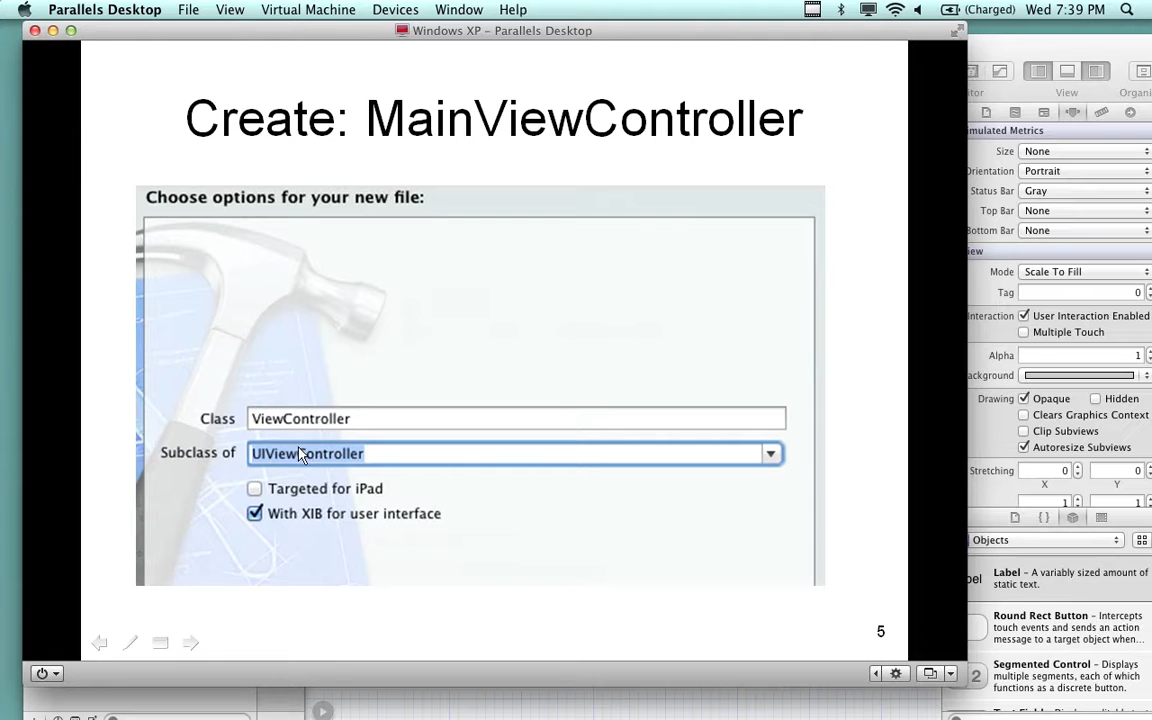 Parallels Desktop File View Virtual Machine Devices Window Help (Charged) Wed 7:39 PM
Windows XP – Parallels Desktop
Create: MainViewController
Choose options for your new file:
Class ViewController
Subclass of UIViewController
Targeted for iPad
With XIB for user interface
5
View
Simulated Metrics
Size None
Orientation Portrait
Status Bar Gray
Top Bar None
Bottom Bar None
Mode Scale To Fill
Tag 0
Interaction User Interaction Enabled
Multiple Touch
Alpha 1
Background
Drawing Opaque Hidden
Clears Graphics Context
Clip Subviews
Autoresize Subviews
Stretching 0 0
X Y
1 1
Objects
Label – A variably sized amount of
static text.
Round Rect Button – Intercepts
touch events and sends an action
message to a target object when...
2
Segmented Control – Displays
multiple segments, each of which
functions as a discrete button.